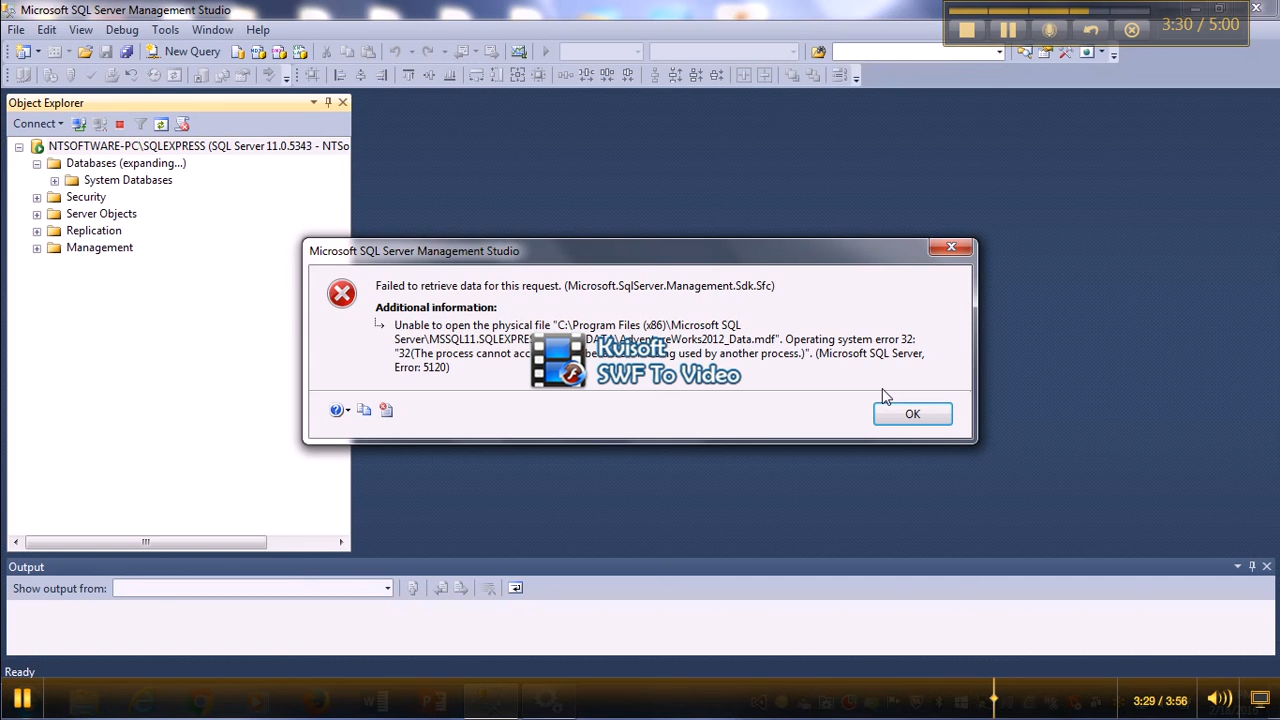 Microsoft SQL Server Management Studio
3:30 / 5:00
File Edit View Debug Tools Window Help
New Query
Object Explorer
Connect
NTSOFTWARE-PC\SQLEXPRESS (SQL Server 11.0.5343 - NTSo
Databases (expanding...)
System Databases
Security
Server Objects
Replication
Management
Microsoft SQL Server Management Studio
Failed to retrieve data for this request. (Microsoft.SqlServer.Management.Sdk.Sfc)
Additional information:
Unable to open the physical file "C:\Program Files (x86)\Microsoft SQL
Server\MSSQL11.SQLEXPRE DATA\AdventureWorks2012_Data.mdf". Operating system error 32:
"32(The process cannot acc being used by another process.)". (Microsoft SQL Server,
Error: 5120)
Kuisoft
SWF To Video
OK
Output
Show output from:
Ready
3:29 / 3:56